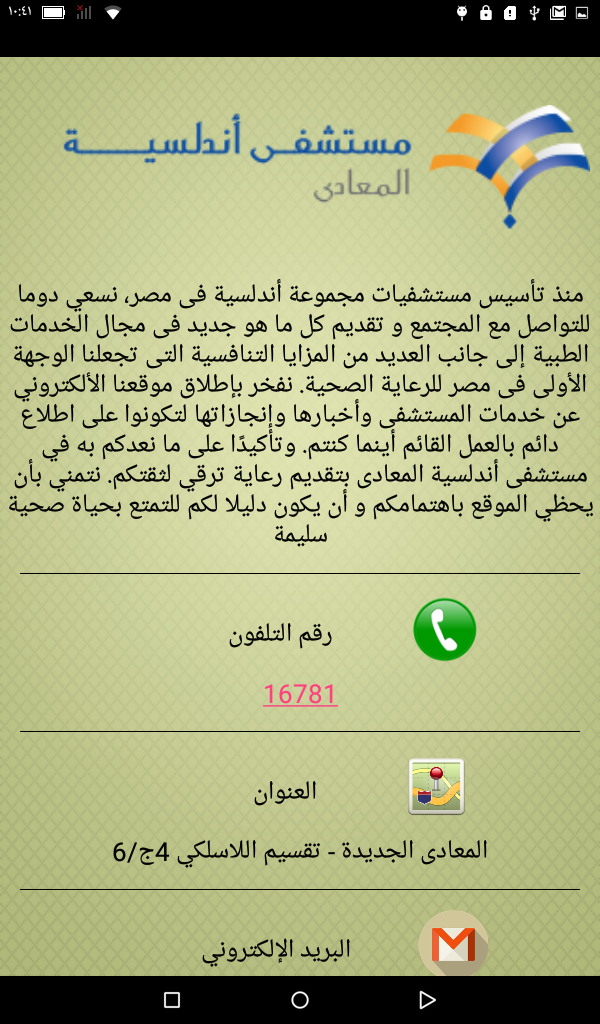 ١٠:٤١
مستشفى أندلسية
المعادى
منذ تأسيس مستشفيات مجموعة أندلسية فى مصر، نسعي دوما
للتواصل مع المجتمع و تقديم كل ما هو جديد فى مجال الخدمات
الطبية إلى جانب العديد من المزايا التنافسية التى تجعلنا الوجهة
الأولى فى مصر للرعاية الصحية. نفخر بإطلاق موقعنا الألكتروني
عن خدمات المستشفى وأخبارها وإنجازاتها لتكونوا على اطلاع
دائم بالعمل القائم أينما كنتم. وتأكيدًا على ما نعدكم به في
مستشفى أندلسية المعادى بتقديم رعاية ترقي لثقتكم. نتمني بأن
يحظي الموقع باهتمامكم و أن يكون دليلا لكم للتمتع بحياة صحية
سليمة
رقم التلفون
16781
العنوان
المعادى الجديدة - تقسيم اللاسلكي 4ج/6
البريد الإلكتروني